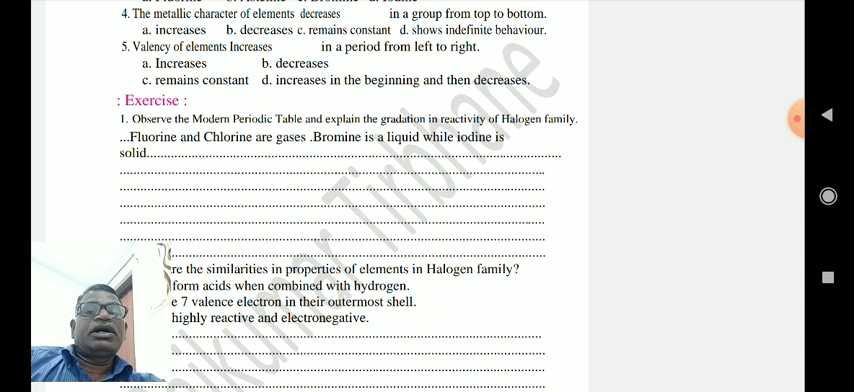 4. The metallic character of elements decreases in a group from top to bottom.
a. increases b. decreases c. remains constant d. shows indefinite behaviour.
5. Valency of elements Increases in a period from left to right.
a. Increases b. decreases
c. remains constant d. increases in the beginning and then decreases.
: Exercise :
1. Observe the Modern Periodic Table and explain the gradation in reactivity of Halogen family.
...Fluorine and Chlorine are gases .Bromine is a liquid while iodine is
solid....................
re the similarities in properties of elements in Halogen family?
form acids when combined with hydrogen.
e 7 valence electron in their outermost shell.
highly reactive and electronegative.
kumar Tirbhane